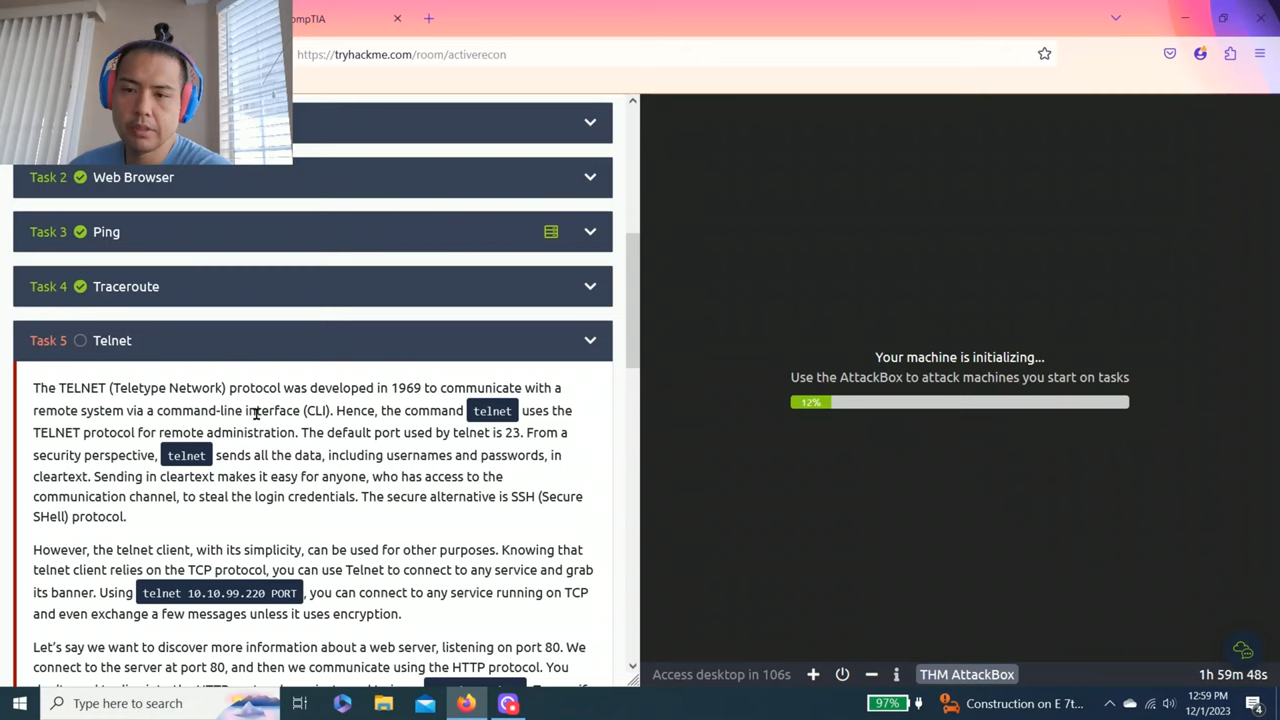 ompTIA
https://tryhackme.com/room/activerecon
Task 2 Web Browser
Task 3 Ping
Task 4 Traceroute
Task 5 Telnet
The TELNET (Teletype Network) protocol was developed in 1969 to communicate with a
remote system via a command-line interface (CLI). Hence, the command telnet uses the
TELNET protocol for remote administration. The default port used by telnet is 23. From a
security perspective, telnet sends all the data, including usernames and passwords, in
cleartext. Sending in cleartext makes it easy for anyone, who has access to the
communication channel, to steal the login credentials. The secure alternative is SSH (Secure
SHell) protocol.
However, the telnet client, with its simplicity, can be used for other purposes. Knowing that
telnet client relies on the TCP protocol, you can use Telnet to connect to any service and grab
its banner. Using telnet 10.10.99.220 PORT, you can connect to any service running on TCP
and even exchange a few messages unless it uses encryption.
Let's say we want to discover more information about a web server, listening on port 80. We
connect to the server at port 80, and then we communicate using the HTTP protocol. You
Your machine is initializing...
Use the AttackBox to attack machines you start on tasks
12%
Access desktop in 106s
THM AttackBox
1h 59m 48s
Type here to search
97%
Construction on E 7t...
12:59 PM
12/1/2023
4